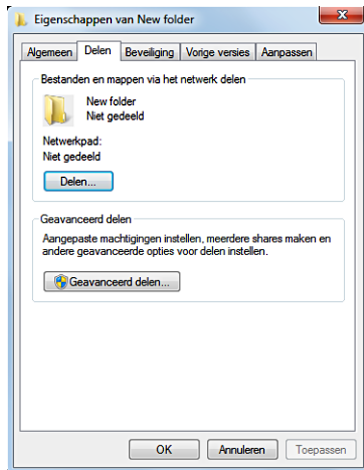 Eigenschappen van New folder
Algemeen Delen Beveiliging Vorige versies Aanpassen
Bestanden en mappen via het netwerk delen
New folder
Niet gedeeld
Netwerkpad:
Niet gedeeld
Delen...
Geavanceerd delen
Aangepaste machtigingen instellen, meerdere shares maken en
andere geavanceerde opties voor delen instellen.
Geavanceerd delen...
OK Annuleren Toepassen